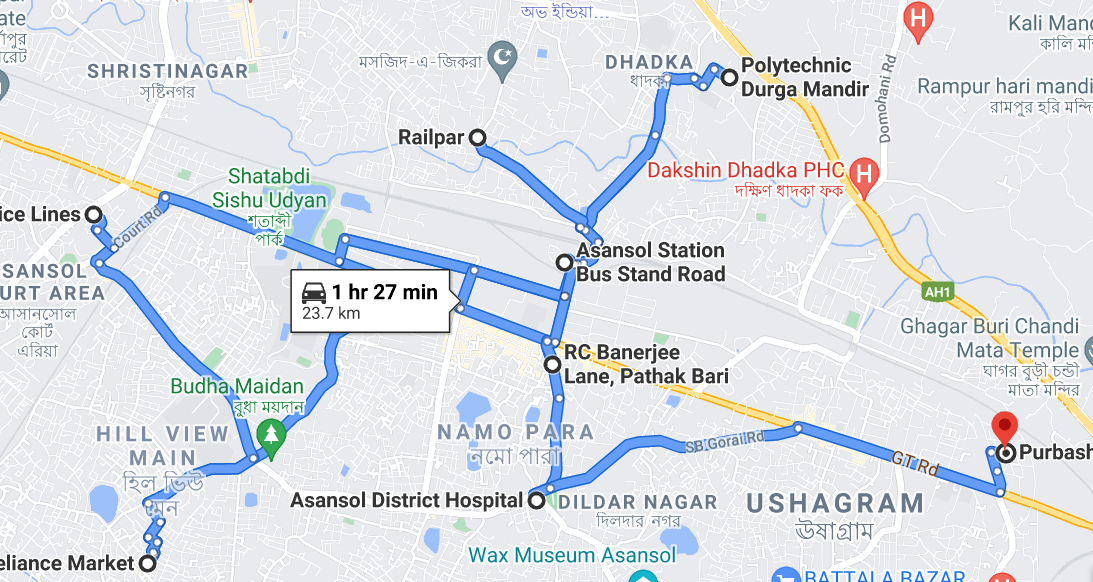 অভ ইন্ডিয়া...
ate
Kali Mand
কালি মন্দি
মসজিদ-এ-জিকরা
DHADKA
ধাদকা
Polytechnic
Durga Mandir
SHRISTINAGAR
সৃষ্টিনগর
Domohani Rd
Rampur hari mandi
রামপুর হরি মন্দি
Railpar
Dakshin Dhadka PHC
দক্ষিণ ধাদকা ফক
Shatabdi
Sishu Udyan
শতাব্দী
পার্ক
ice Lines
Court Rd
Asansol Station
Bus Stand Road
SANSOL
URT AREA
আসানসোল
কোর্ট
এরিয়া
1 hr 27 min
23.7 km
AH1
Ghagar Buri Chandi
Mata Temple
ঘাগর বুড়ী চণ্ডী
মাতা মন্দির
RC Banerjee
Lane, Pathak Bari
Budha Maidan
বুধা ময়দান
HILL VIEW
MAIN
হিল ভিউ
মেন
NAMO PARA
নমো পারা
SB Gorai Rd
GT Rd
Purbash
Asansol District Hospital
DILDAR NAGAR
দিলদার নগর
USHAGRAM
ঊষাগ্রাম
Wax Museum Asansol
eliance Market
BATTALA BAZAR